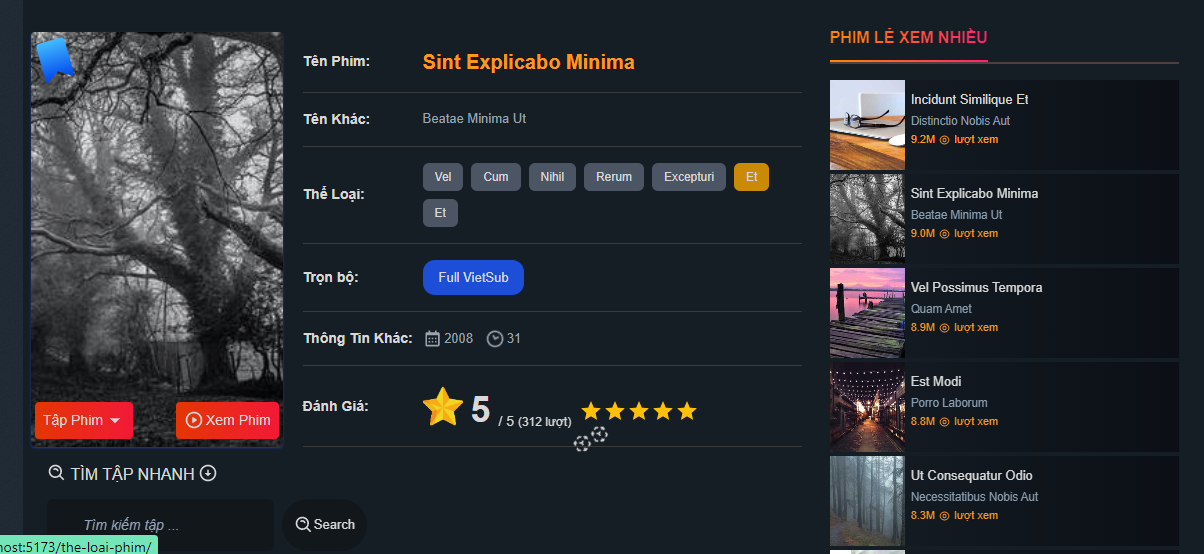 Tên Phim: Sint Explicabo Minima
Tên Khác: Beatae Minima Ut
Thể Loại: Vel Cum Nihil Rerum Excepturi Et
Et
Trọn bộ: Full VietSub
Thông Tin Khác: 2008 31
Đánh Giá: 5 / 5 (312 lượt)
Tập Phim Xem Phim
TÌM TẬP NHANH
Tìm kiếm tập ...
Search
host:5173/the-loai-phim/
PHIM LẺ XEM NHIỀU
Incidunt Similique Et
Distinctio Nobis Aut
9.2M lượt xem
Sint Explicabo Minima
Beatae Minima Ut
9.0M lượt xem
Vel Possimus Tempora
Quam Amet
8.9M lượt xem
Est Modi
Porro Laborum
8.8M lượt xem
Ut Consequatur Odio
Necessitatibus Nobis Aut
8.3M lượt xem